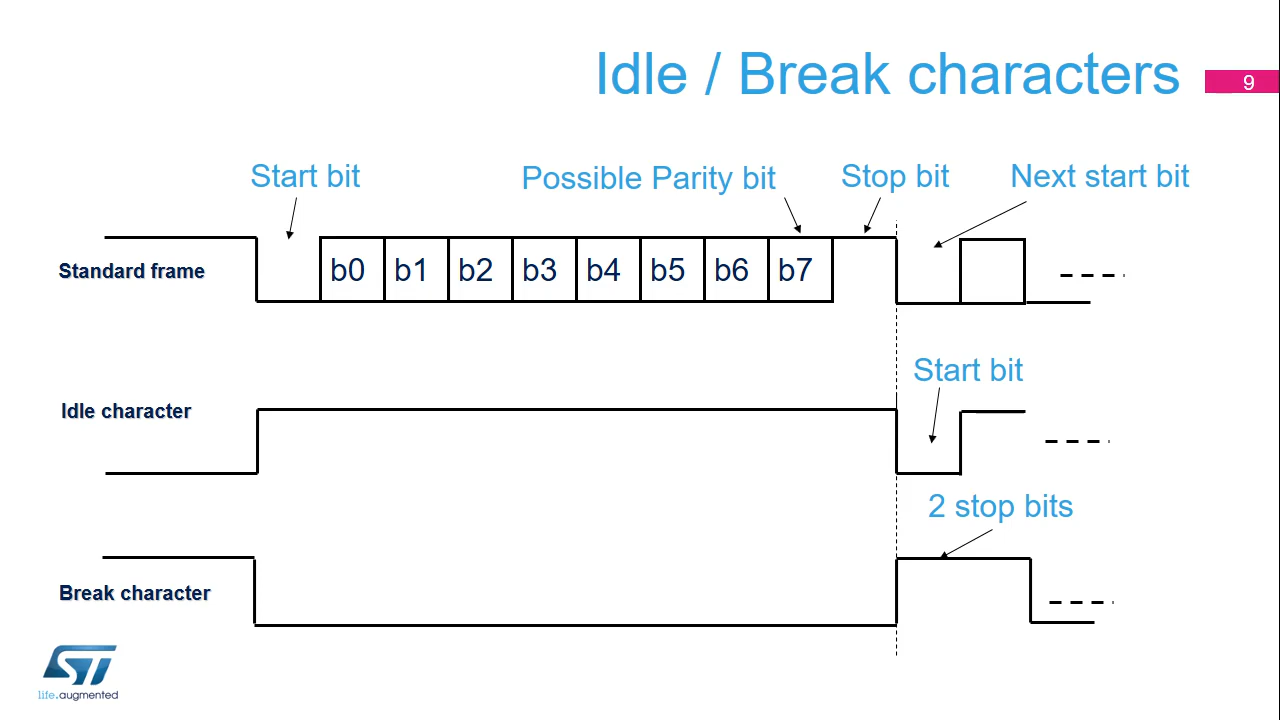 Idle / Break characters
9
Start bit
Possible Parity bit
Stop bit
Next start bit
Standard frame
b0 b1 b2 b3 b4 b5 b6 b7
Start bit
Idle character
2 stop bits
Break character
ST
life.augmented